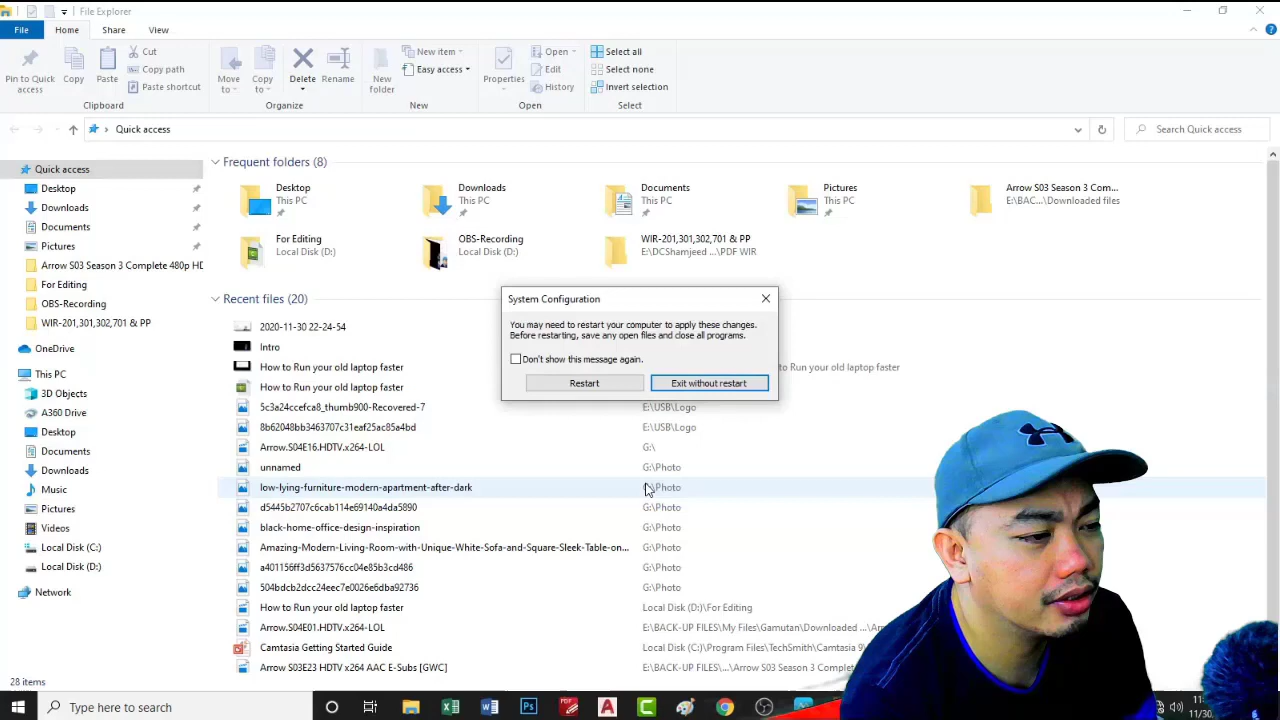 File Explorer
File Home Share View
Pin to Quick access
Copy
Paste
Cut
Copy path
Paste shortcut
Clipboard
Move to
Copy to
Delete
Rename
Organize
New folder
New item
Easy access
New
Properties
Open
Edit
History
Open
Select all
Select none
Invert selection
Select
Quick access
Search Quick access
Quick access
Desktop
Downloads
Documents
Pictures
Arrow S03 Season 3 Complete 480p HD
For Editing
OBS-Recording
WIR-201,301,302,701 & PP
OneDrive
This PC
3D Objects
A360 Drive
Desktop
Documents
Downloads
Music
Pictures
Videos
Local Disk (C:)
Local Disk (D:)
Network
Frequent folders (8)
Desktop
This PC
Downloads
This PC
Documents
This PC
Pictures
This PC
Arrow S03 Season 3 Com...
E:\BAC...\Downloaded files
For Editing
Local Disk (D:)
OBS-Recording
Local Disk (D:)
WIR-201,301,302,701 & PP
E:\DCShamjeed ...\PDF WIR
Recent files (20)
2020-11-30 22-24-54
Intro
How to Run your old laptop faster
to Run your old laptop faster
How to Run your old laptop faster
5c3a24ccefca8_thumb900-Recovered-7 E:\USB\Logo
8b62048bb3463707c31eaf25ac85a4bd E:\USB\Logo
Arrow.S04E16.HDTV.x264-LOL G:\
unnamed G:\Photo
low-lying-furniture-modern-apartment-after-dark G:\Photo
d5445b2707c6cab114e69140a4da5890 G:\Photo
black-home-office-design-inspiration G:\Photo
Amazing-Modern-Living-Room-with-Unique-White-Sofa-and-Square-Sleek-Table-on... G:\Photo
a401156ff3d5637576cc04e85b3cd486 G:\Photo
504bdcb2dcc24eec7e0026e6dba92736 G:\Photo
How to Run your old laptop faster Local Disk (D:)\For Editing
Arrow.S04E01.HDTV.x264-LOL E:\BACK-UP FILES\My Files\Gamutan\Downloaded ...\Ar
Camtasia Getting Started Guide Local Disk (C:)\Program Files\TechSmith\Camtasia 9
Arrow S03E23 HDTV x264 AAC E-Subs [GWC] E:\BACK-UP FILES\...\Arrow S03 Season 3 Complete
System Configuration
You may need to restart your computer to apply these changes.
Before restarting, save any open files and close all programs.
Don't show this message again.
Restart
Exit without restart
28 items
Type here to search
11:
11/30